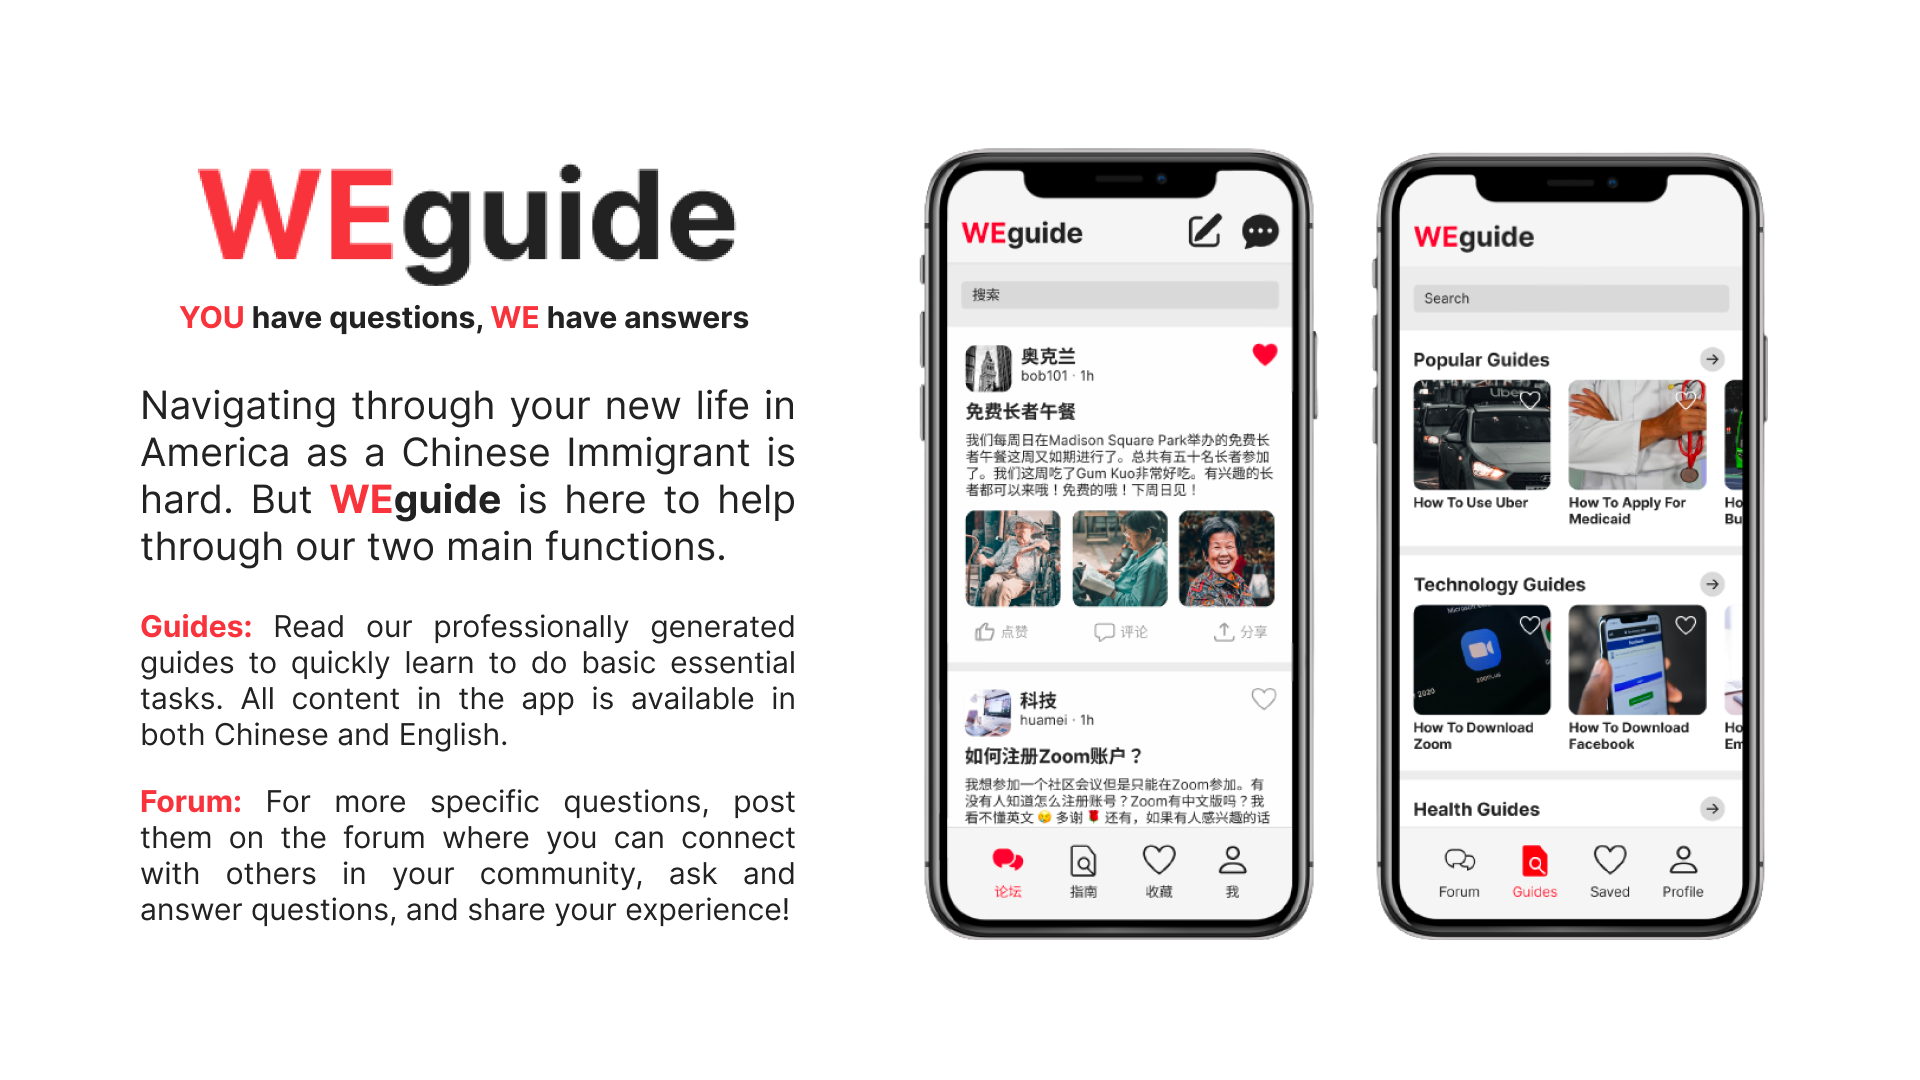 WEguide
YOU have questions, WE have answers
Navigating through your new life in
America as a Chinese Immigrant is
hard. But WEguide is here to help
through our two main functions.
Guides: Read our professionally generated
guides to quickly learn to do basic essential
tasks. All content in the app is available in
both Chinese and English.
Forum: For more specific questions, post
them on the forum where you can connect
with others in your community, ask and
answer questions, and share your experience!
WEguide
搜索
奥克兰
bob101 · 1h
免费长者午餐
我们每周日在Madison Square Park举办的免费长
者午餐这周又如期进行了。总共有五十名长者参加
了。我们这周吃了Gum Kuo非常好吃。有兴趣的长
者都可以来哦！免费的哦！下周日见！
点赞 评论 分享
科技
huamei · 1h
如何注册Zoom账户？
我想参加一个社区会议但是只能在Zoom参加。有
没有人知道怎么注册账号？Zoom有中文版吗？我
看不懂英文 😢 多谢 🌹 还有，如果有人感兴趣的话
论坛 指南 收藏 我
WEguide
Search
Popular Guides
Uber
How To Use Uber
How To Apply For
Medicaid
Ho
Bu
Technology Guides
zoom.us
2020
How To Download
Zoom
How To Download
Facebook
Ho
Em
Health Guides
Forum Guides Saved Profile